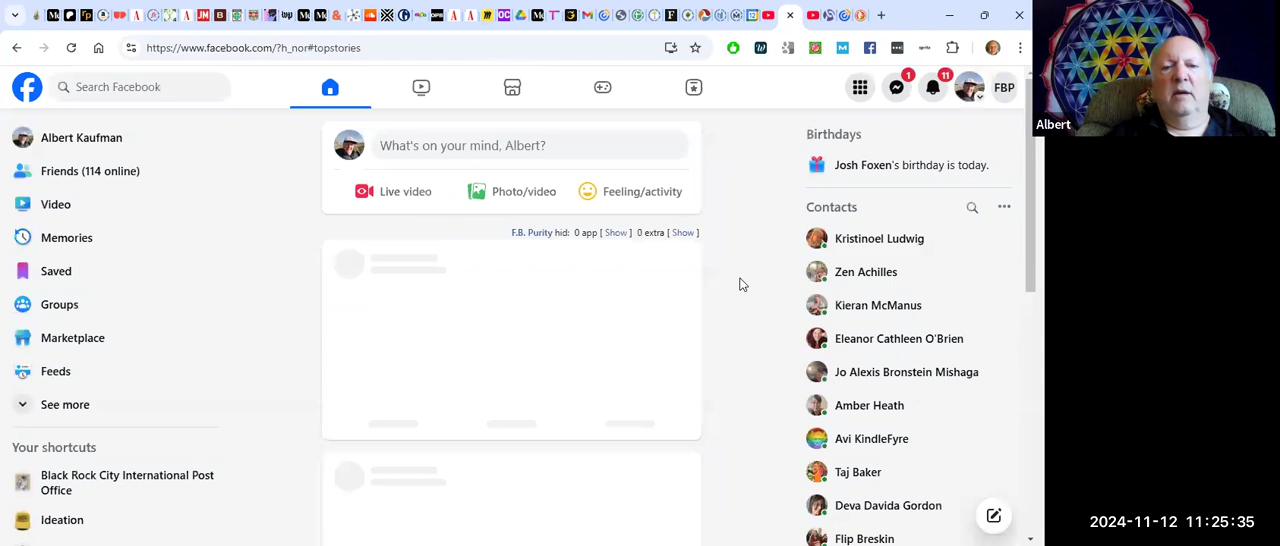 https://www.facebook.com/?h_nor#topstories
Search Facebook
1
11
FBP
Albert
Albert Kaufman
Friends (114 online)
Video
Memories
Saved
Groups
Marketplace
Feeds
See more
Your shortcuts
Black Rock City International Post
Office
Ideation
What's on your mind, Albert?
Live video
Photo/video
Feeling/activity
F.B. Purity hid: 0 app [ Show ] 0 extra [ Show ]
Birthdays
Josh Foxen's birthday is today.
Contacts
Kristinoel Ludwig
Zen Achilles
Kieran McManus
Eleanor Cathleen O'Brien
Jo Alexis Bronstein Mishaga
Amber Heath
Avi KindleFyre
Taj Baker
Deva Davida Gordon
Flip Breskin
2024-11-12 11:25:35